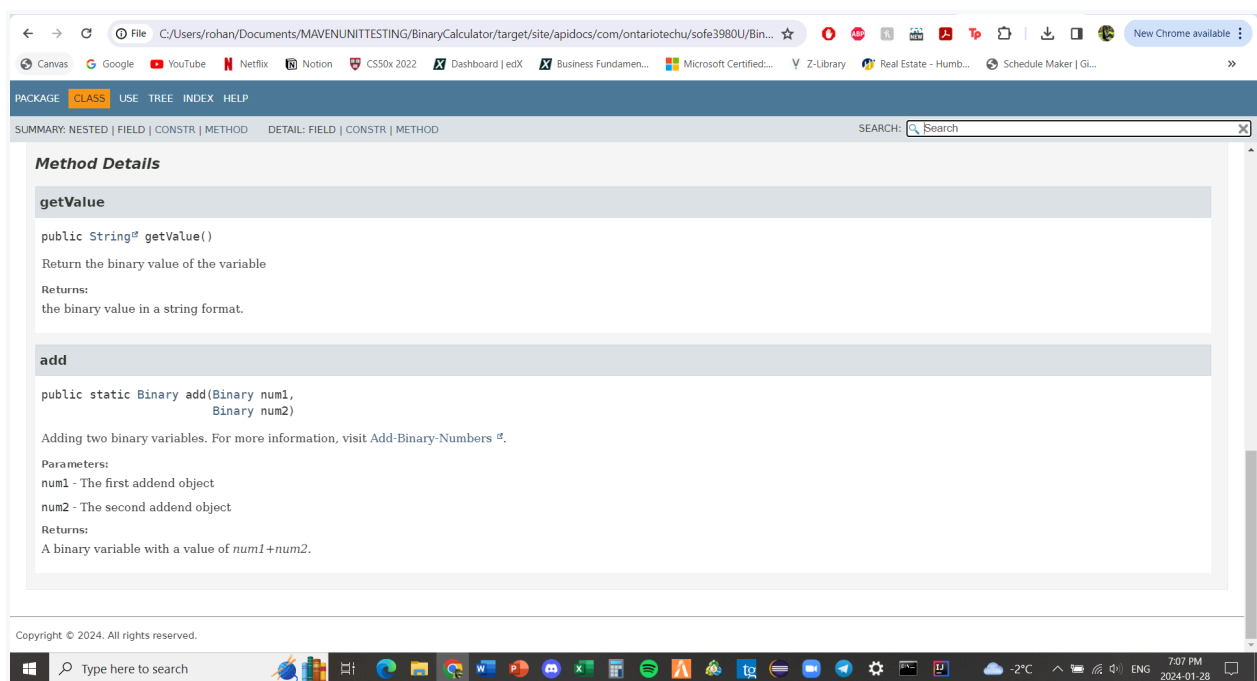 File C:/Users/rohan/Documents/MAVENUNITTESTING/BinaryCalculator/target/site/apidocs/com/ontariotechu/sofe3980U/Bin... New Chrome available
Canvas Google YouTube Netflix Notion CS50x 2022 Dashboard | edX Business Fundamen... Microsoft Certified:... Z-Library Real Estate - Humb... Schedule Maker | Gi... »
PACKAGE CLASS USE TREE INDEX HELP
SUMMARY: NESTED | FIELD | CONSTR | METHOD DETAIL: FIELD | CONSTR | METHOD SEARCH: Search
Method Details
getValue
public String getValue()
Return the binary value of the variable
Returns:
the binary value in a string format.
add
public static Binary add(Binary num1,
Binary num2)
Adding two binary variables. For more information, visit Add-Binary-Numbers.
Parameters:
num1 - The first addend object
num2 - The second addend object
Returns:
A binary variable with a value of num1+num2.
Copyright © 2024. All rights reserved.
Type here to search -2°C ENG 7:07 PM
2024-01-28